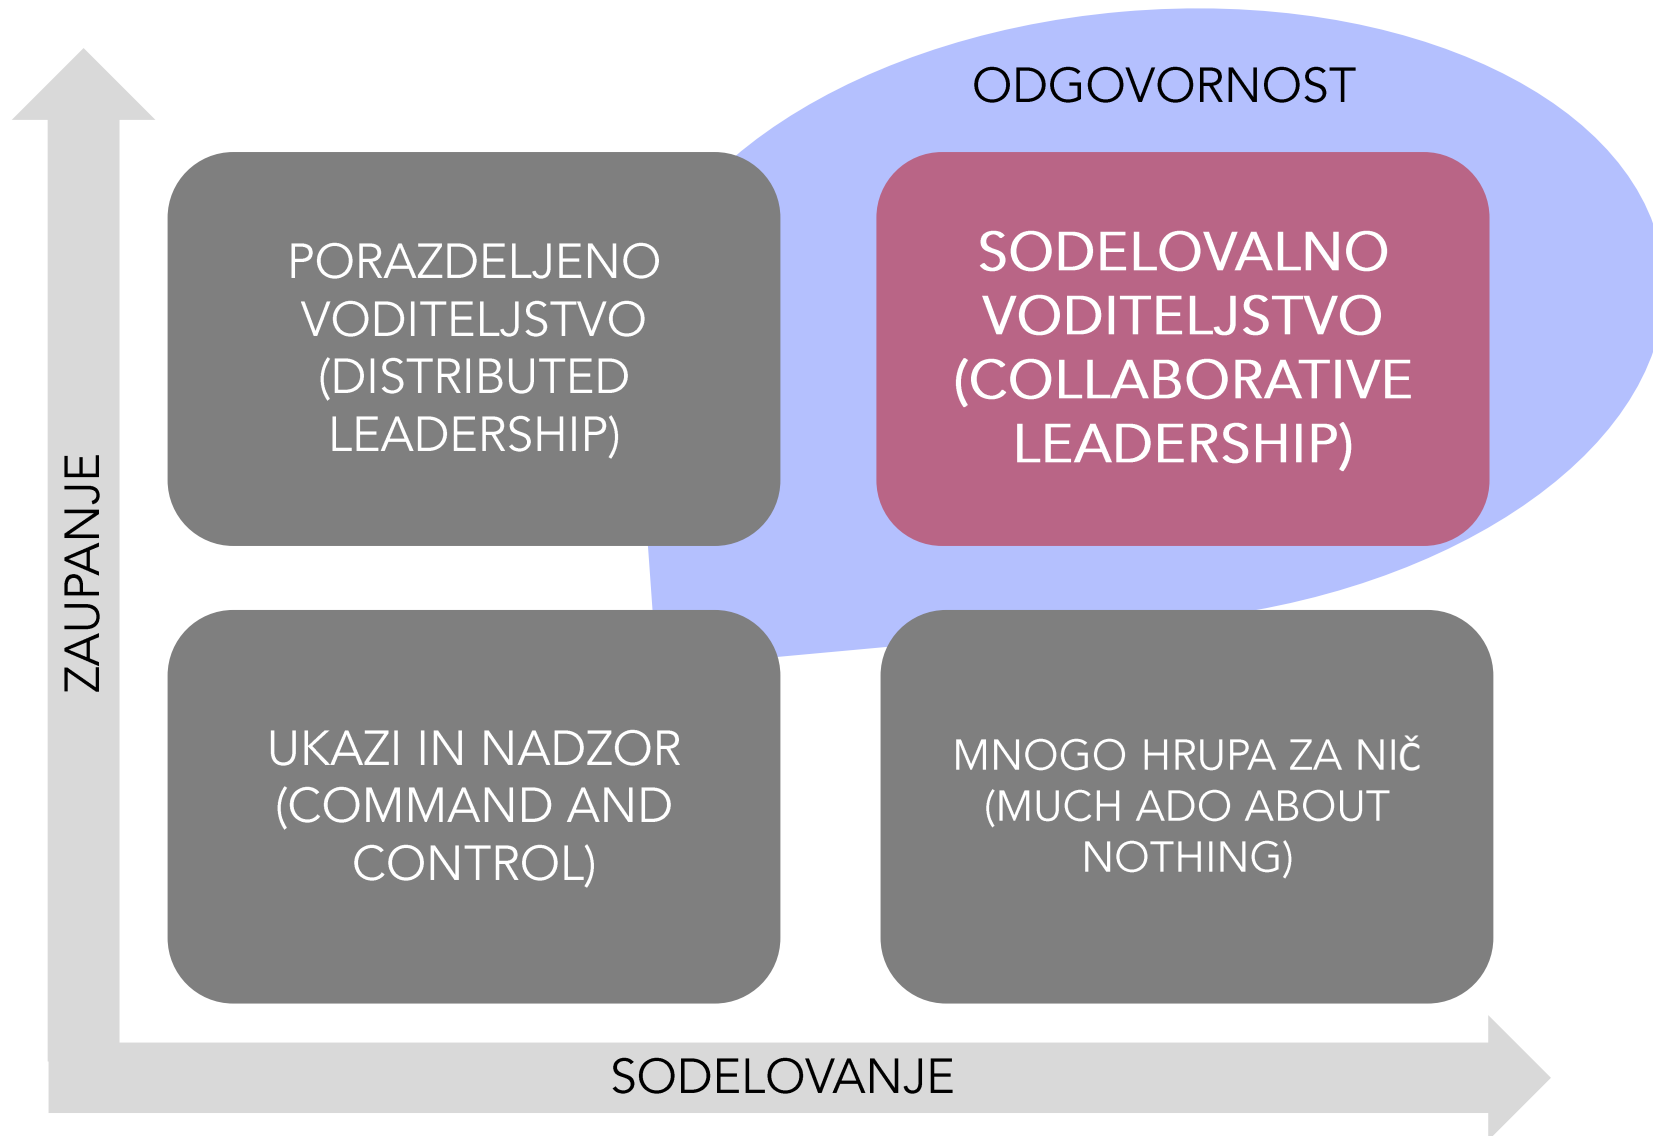 ODGOVORNOST
PORAZDELJENO
VODITELJSTVO
(DISTRIBUTED
LEADERSHIP)
SODELOVALNO
VODITELJSTVO
(COLLABORATIVE
LEADERSHIP)
ZAUPANJE
UKAZI IN NADZOR
(COMMAND AND
CONTROL)
MNOGO HRUPA ZA NIČ
(MUCH ADO ABOUT
NOTHING)
SODELOVANJE